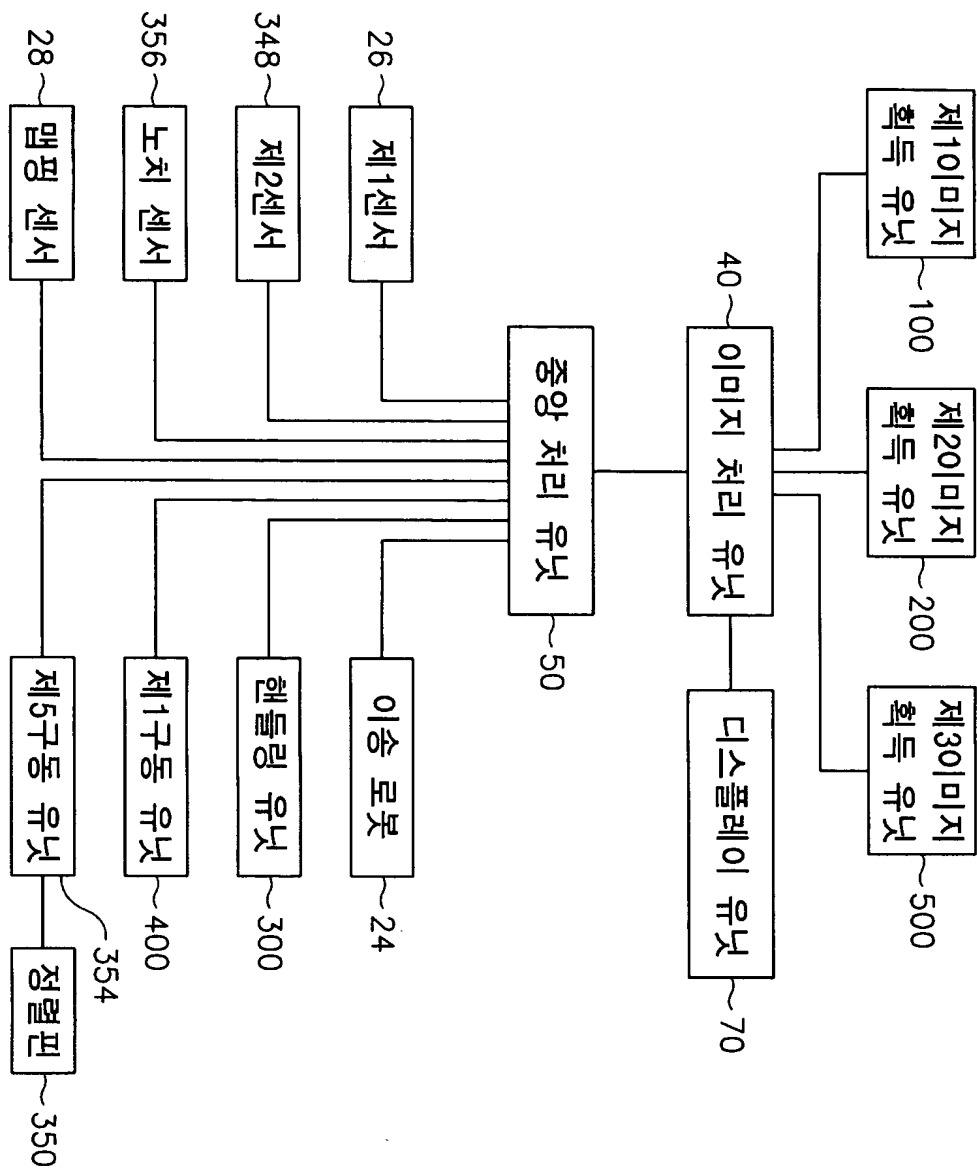 제1이미지
획득 유닛
100
제2이미지
획득 유닛
200
제3이미지
획득 유닛
500
40
이미지 처리 유닛
디스플레이 유닛
70
중앙 처리 유닛
50
26
제1센서
이송 로봇
24
348
제2센서
핸들링 유닛
300
356
노치 센서
제1구동 유닛
400
28
맵핑 센서
제5구동 유닛
354
정렬핀
350